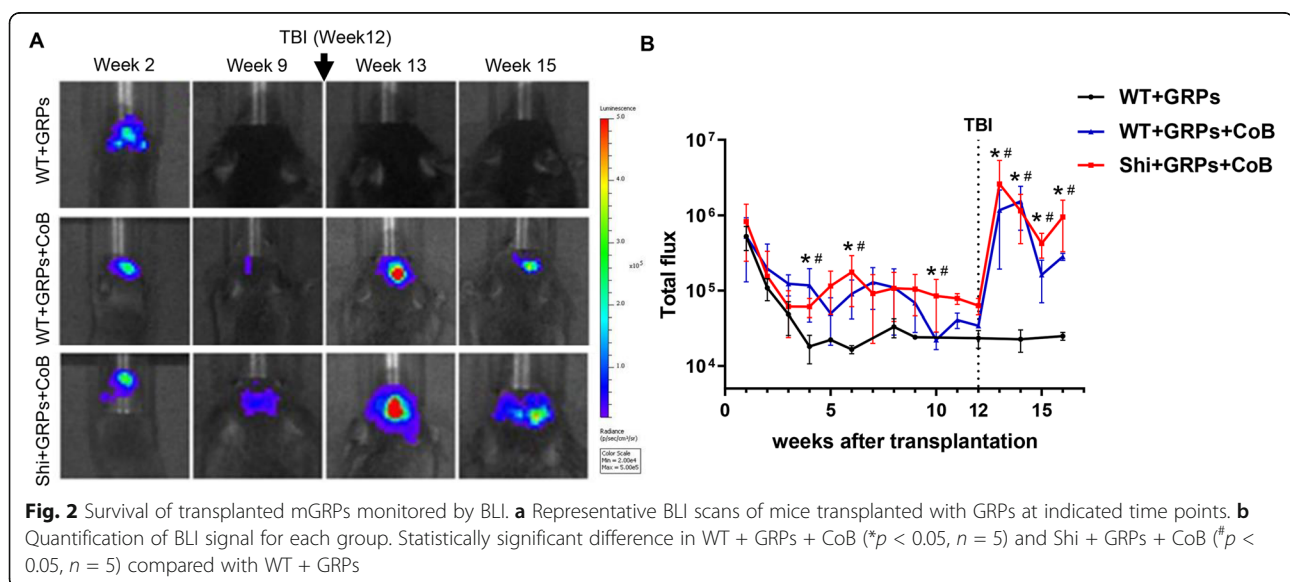 A
TBI (Week12)
Week 2 Week 9 Week 13 Week 15
WT+GRPs
WT+GRPs+CoB
Shi+GRPs+CoB
Luminescence
5.0
4.0
3.0
x10⁵
2.0
1.0
Radiance
(p/sec/cm²/sr)
Color Scale
Min = 2.00e4
Max = 5.00e5
B
WT+GRPs
WT+GRPs+CoB
Shi+GRPs+CoB
TBI
10⁷
10⁶
10⁵
10⁴
Total flux
*# *# *# *# *# *# *#
0 5 10 12 15
weeks after transplantation
Fig. 2 Survival of transplanted mGRPs monitored by BLI. a Representative BLI scans of mice transplanted with GRPs at indicated time points. b
Quantification of BLI signal for each group. Statistically significant difference in WT + GRPs + CoB (*p < 0.05, n = 5) and Shi + GRPs + CoB (#p <
0.05, n = 5) compared with WT + GRPs